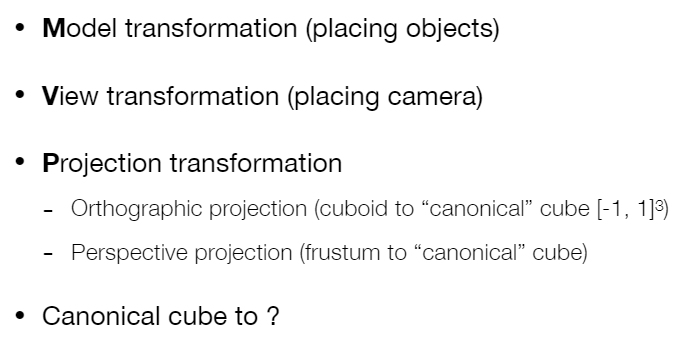 • Model transformation (placing objects)
• View transformation (placing camera)
• Projection transformation
- Orthographic projection (cuboid to “canonical” cube [-1, 1]³)
- Perspective projection (frustum to “canonical” cube)
• Canonical cube to ?